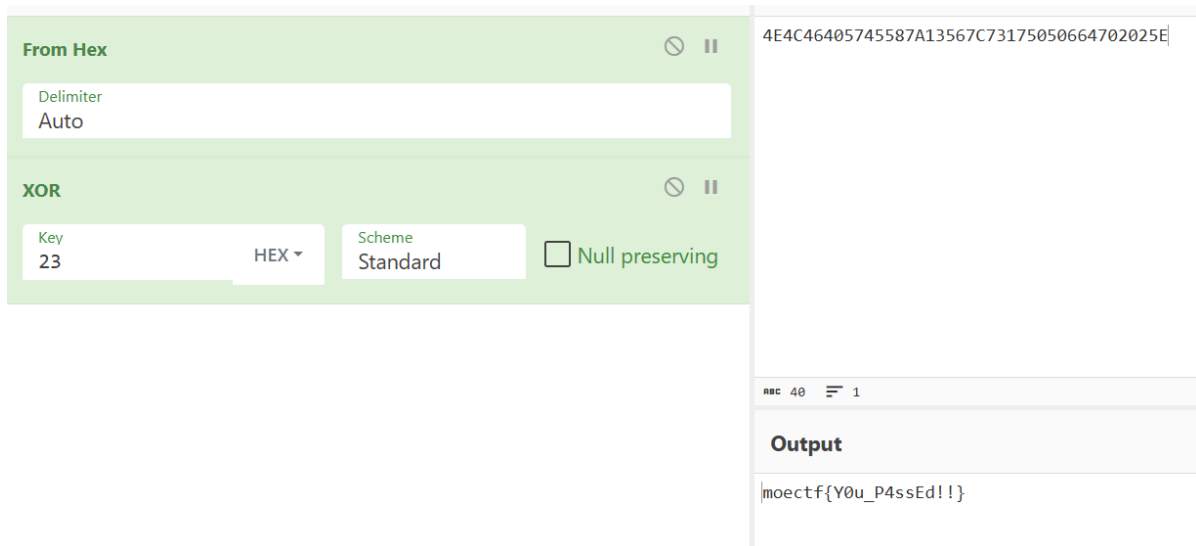 From Hex
Delimiter
Auto
XOR
Key
23
HEX
Scheme
Standard
Null preserving
4E4C46405745587A13567C73175050664702025E
ABC 40 1
Output
moectf{Y0u_P4ssEd!!}